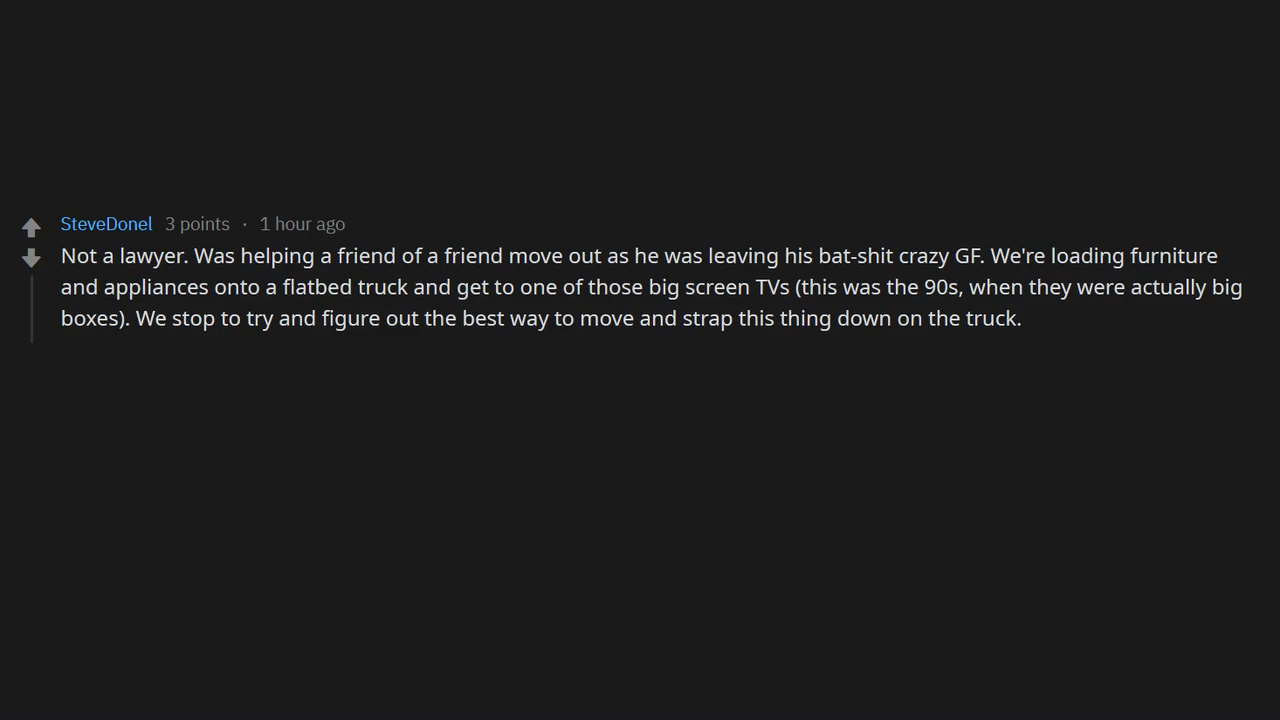 SteveDonel 3 points · 1 hour ago
Not a lawyer. Was helping a friend of a friend move out as he was leaving his bat-shit crazy GF. We're loading furniture
and appliances onto a flatbed truck and get to one of those big screen TVs (this was the 90s, when they were actually big
boxes). We stop to try and figure out the best way to move and strap this thing down on the truck.